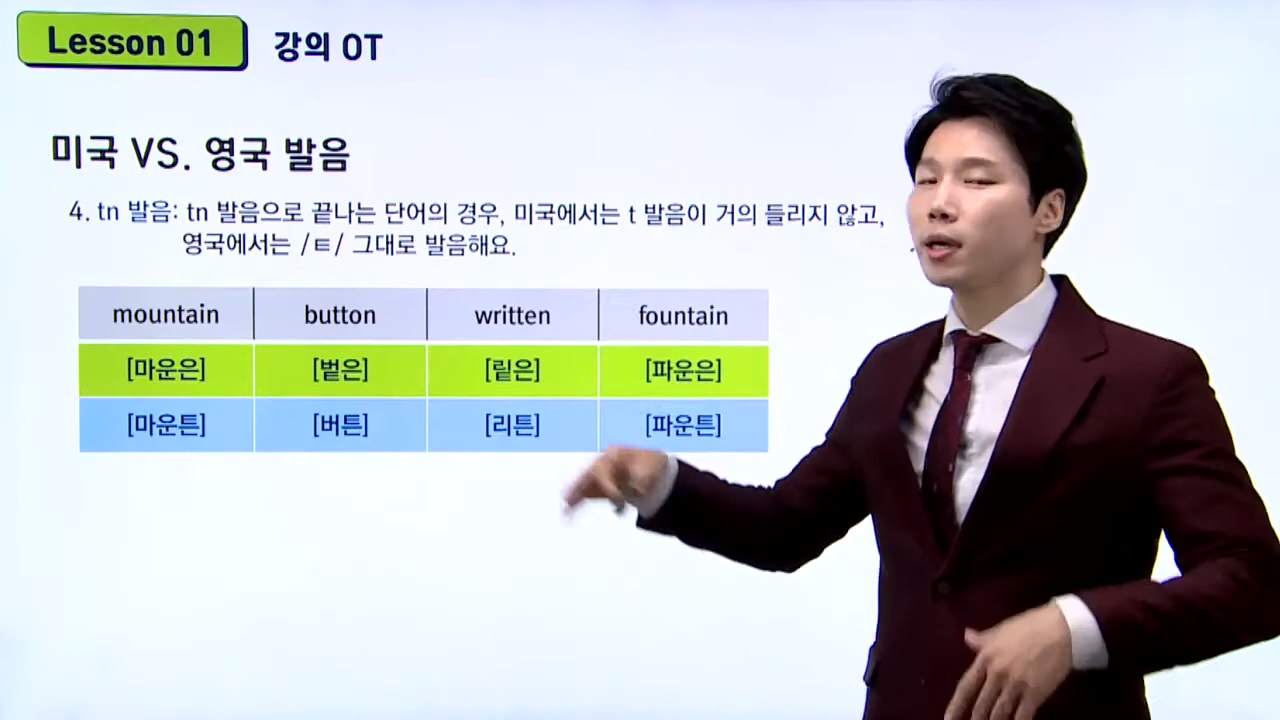 Lesson 01 강의 OT
미국 VS. 영국 발음
4. tn 발음: tn 발음으로 끝나는 단어의 경우, 미국에서는 t 발음이 거의 들리지 않고,
영국에서는 /ㅌ/ 그대로 발음해요.
mountain button written fountain
[마운은] [벝은] [맅은] [파운은]
[마운튼] [버튼] [리튼] [파운튼]